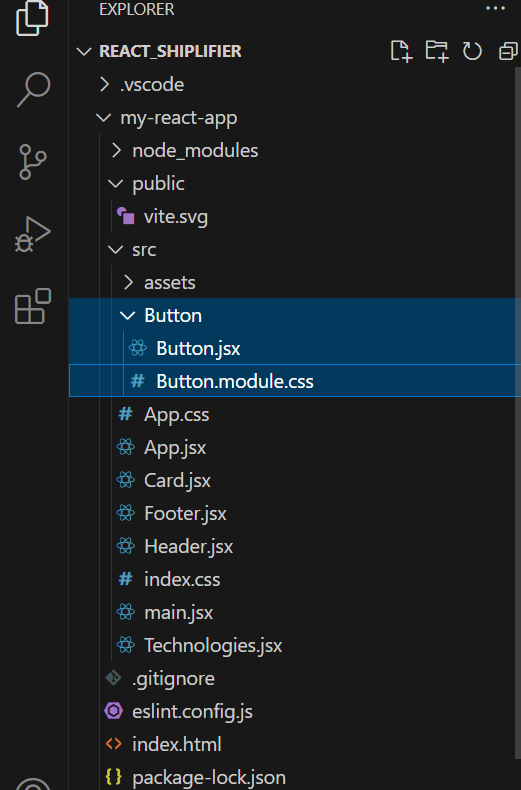 EXPLORER
REACT_SHIPLIFIER
.vscode
my-react-app
node_modules
public
vite.svg
src
assets
Button
Button.jsx
# Button.module.css
# App.css
App.jsx
Card.jsx
Footer.jsx
Header.jsx
# index.css
main.jsx
Technologies.jsx
.gitignore
eslint.config.js
<> index.html
{} package-lock.json